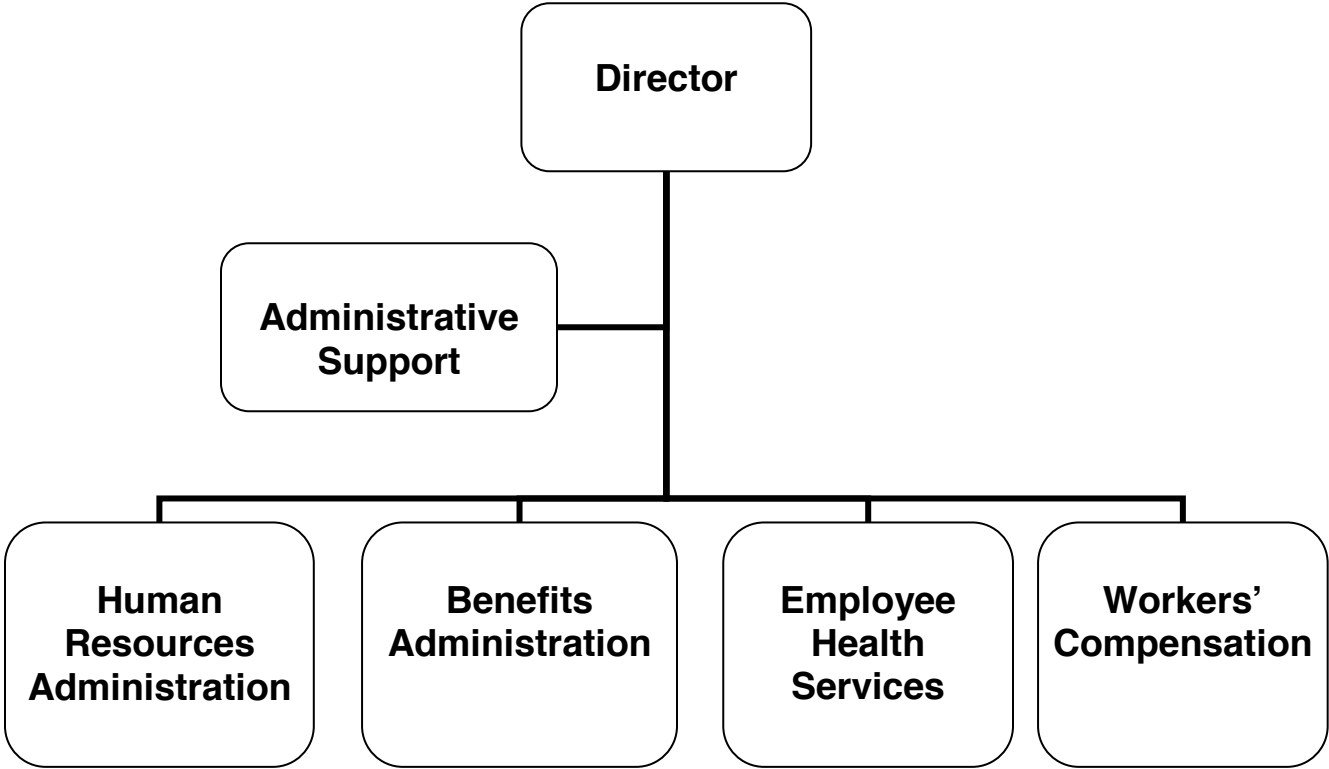 Director
Administrative
Support
Human
Resources
Administration
Benefits
Administration
Employee
Health
Services
Workers’
Compensation